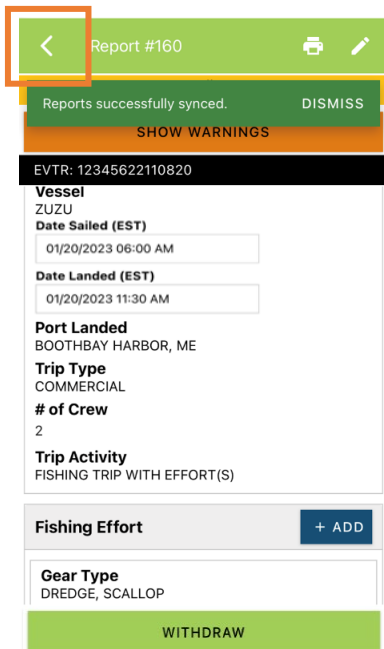 Report #160
Reports successfully synced. DISMISS
SHOW WARNINGS
EVTR: 12345622110820
Vessel
ZUZU
Date Sailed (EST)
01/20/2023 06:00 AM
Date Landed (EST)
01/20/2023 11:30 AM
Port Landed
BOOTHBAY HARBOR, ME
Trip Type
COMMERCIAL
# of Crew
2
Trip Activity
FISHING TRIP WITH EFFORT(S)
Fishing Effort + ADD
Gear Type
DREDGE, SCALLOP
WITHDRAW